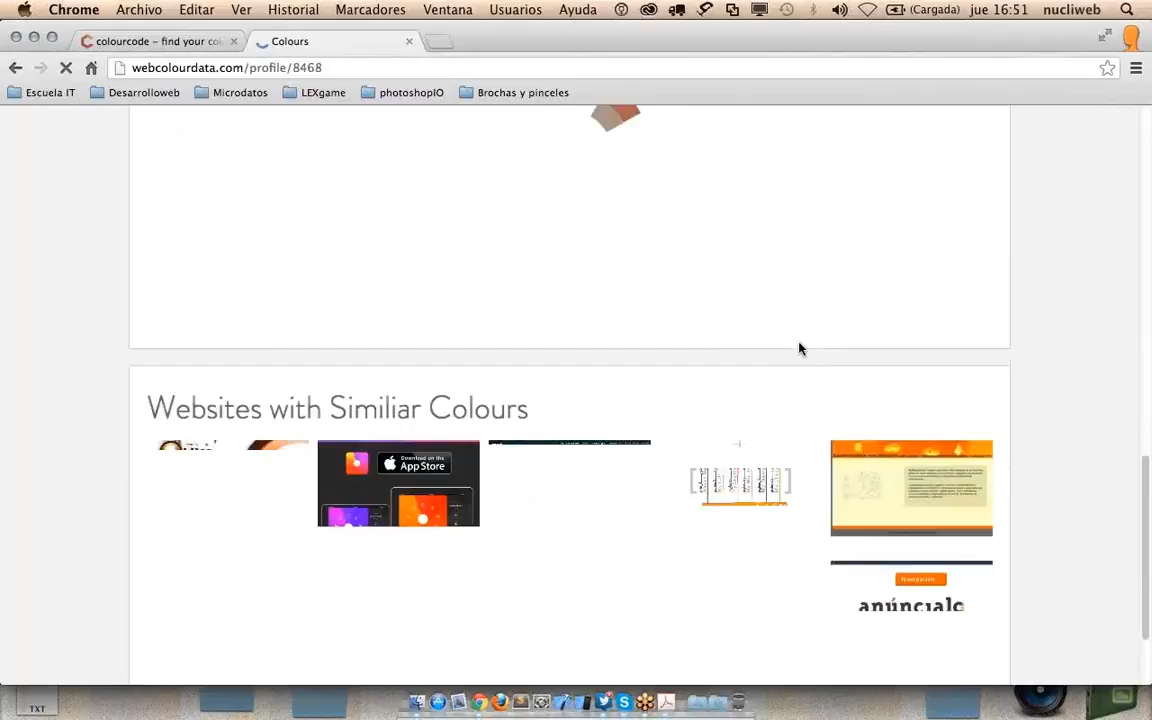 Chrome Archivo Editar Ver Historial Marcadores Ventana Usuarios Ayuda (Cargada) jue 16:51 nucliweb
colourcode - find your co Colours
webcolourdata.com/profile/8468
Escuela IT Desarrolloweb Microdatos LEXgame photoshopIO Brochas y pinceles
Websites with Similiar Colours
Download on the
App Store
Navegación
anúncialo
TXT